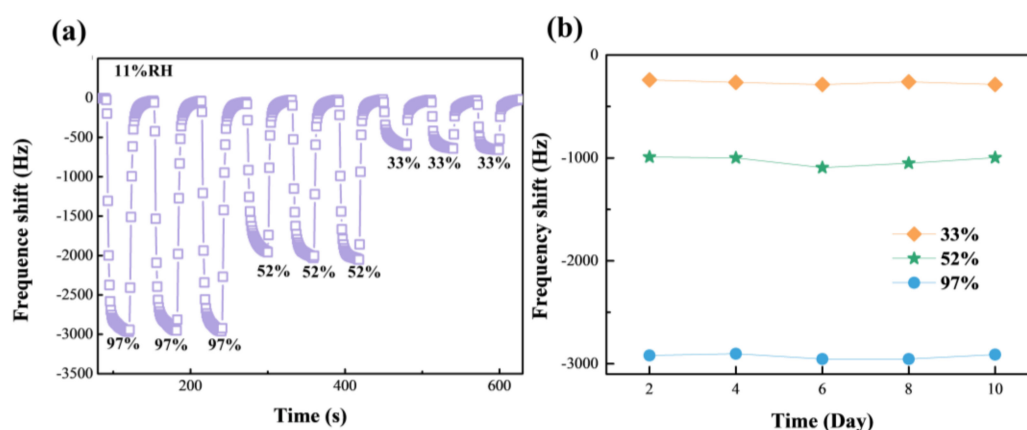 (a)
11%RH
0
-500
-1000
-1500
-2000
-2500
-3000
-3500
97% 97% 97%
52% 52% 52%
33% 33% 33%
200 400 600
Time (s)
Frequence shift (Hz)
(b)
0
-1000
-2000
-3000
33%
52%
97%
2 4 6 8 10
Time (Day)
Frequency shift (Hz)